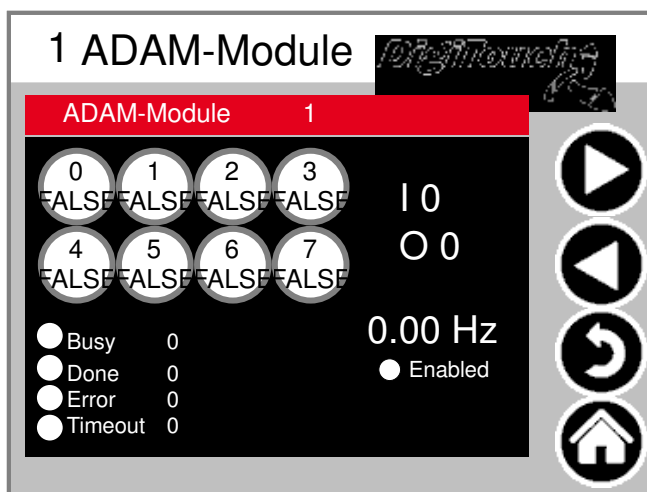 1 ADAM-Module
DigiTouch
ADAM-Module 1
0 1 2 3
FALSE FALSE FALSE FALSE
I 0
O 0
4 5 6 7
FALSE FALSE FALSE FALSE
0.00 Hz
Enabled
Busy 0
Done 0
Error 0
Timeout 0